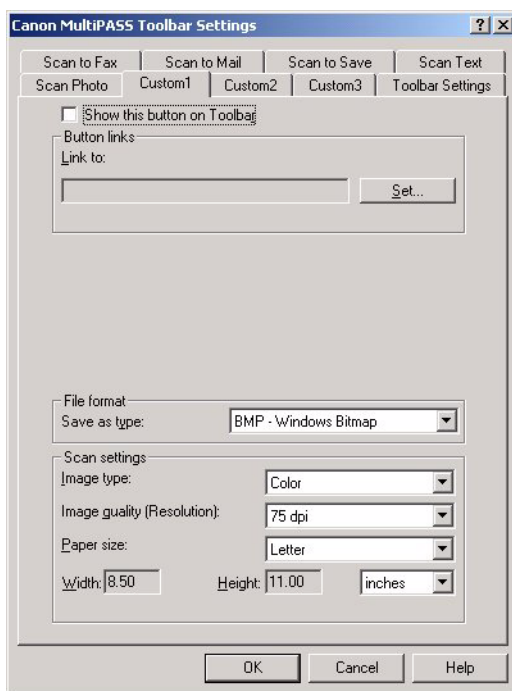 Canon MultiPASS Toolbar Settings
Scan to Fax Scan to Mail Scan to Save Scan Text
Scan Photo Custom1 Custom2 Custom3 Toolbar Settings
Show this button on Toolbar
Button links
Link to:
Set...
File format
Save as type: BMP - Windows Bitmap
Scan settings
Image type: Color
Image quality (Resolution): 75 dpi
Paper size: Letter
Width: 8.50 Height: 11.00 inches
OK Cancel Help